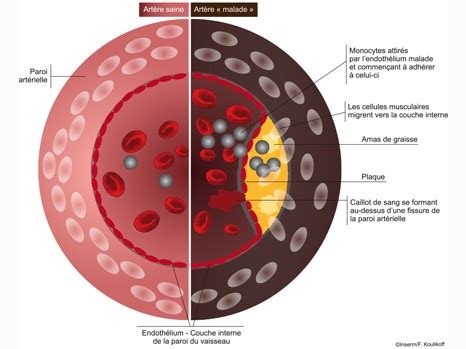 Artère saine
Artère « malade »
Paroi
artérielle
Monocytes attirés
par l'endothélium malade
et commençant à adhérer
à celui-ci
Les cellules musculaires
migrent vers la couche interne
Amas de graisse
Plaque
Caillot de sang se formant
au-dessus d'une fissure de
la paroi artérielle
Endothélium - Couche interne
de la paroi du vaisseau
©Inserm/F. Koulikoff